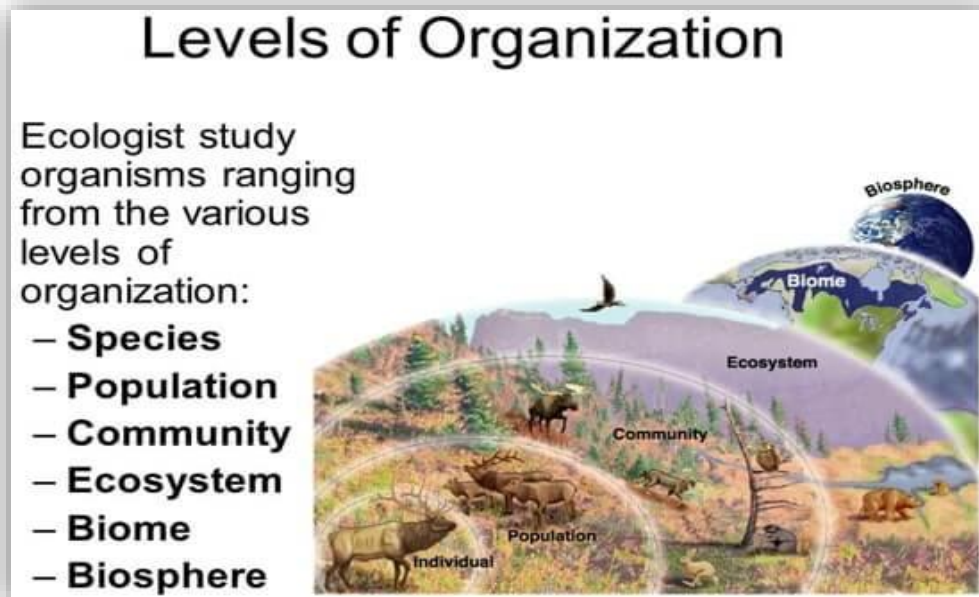 Levels of Organization
Ecologist study
organisms ranging
from the various
levels of
organization:
– Species
– Population
– Community
– Ecosystem
– Biome
– Biosphere
Biosphere
Biome
Ecosystem
Community
Population
Individual